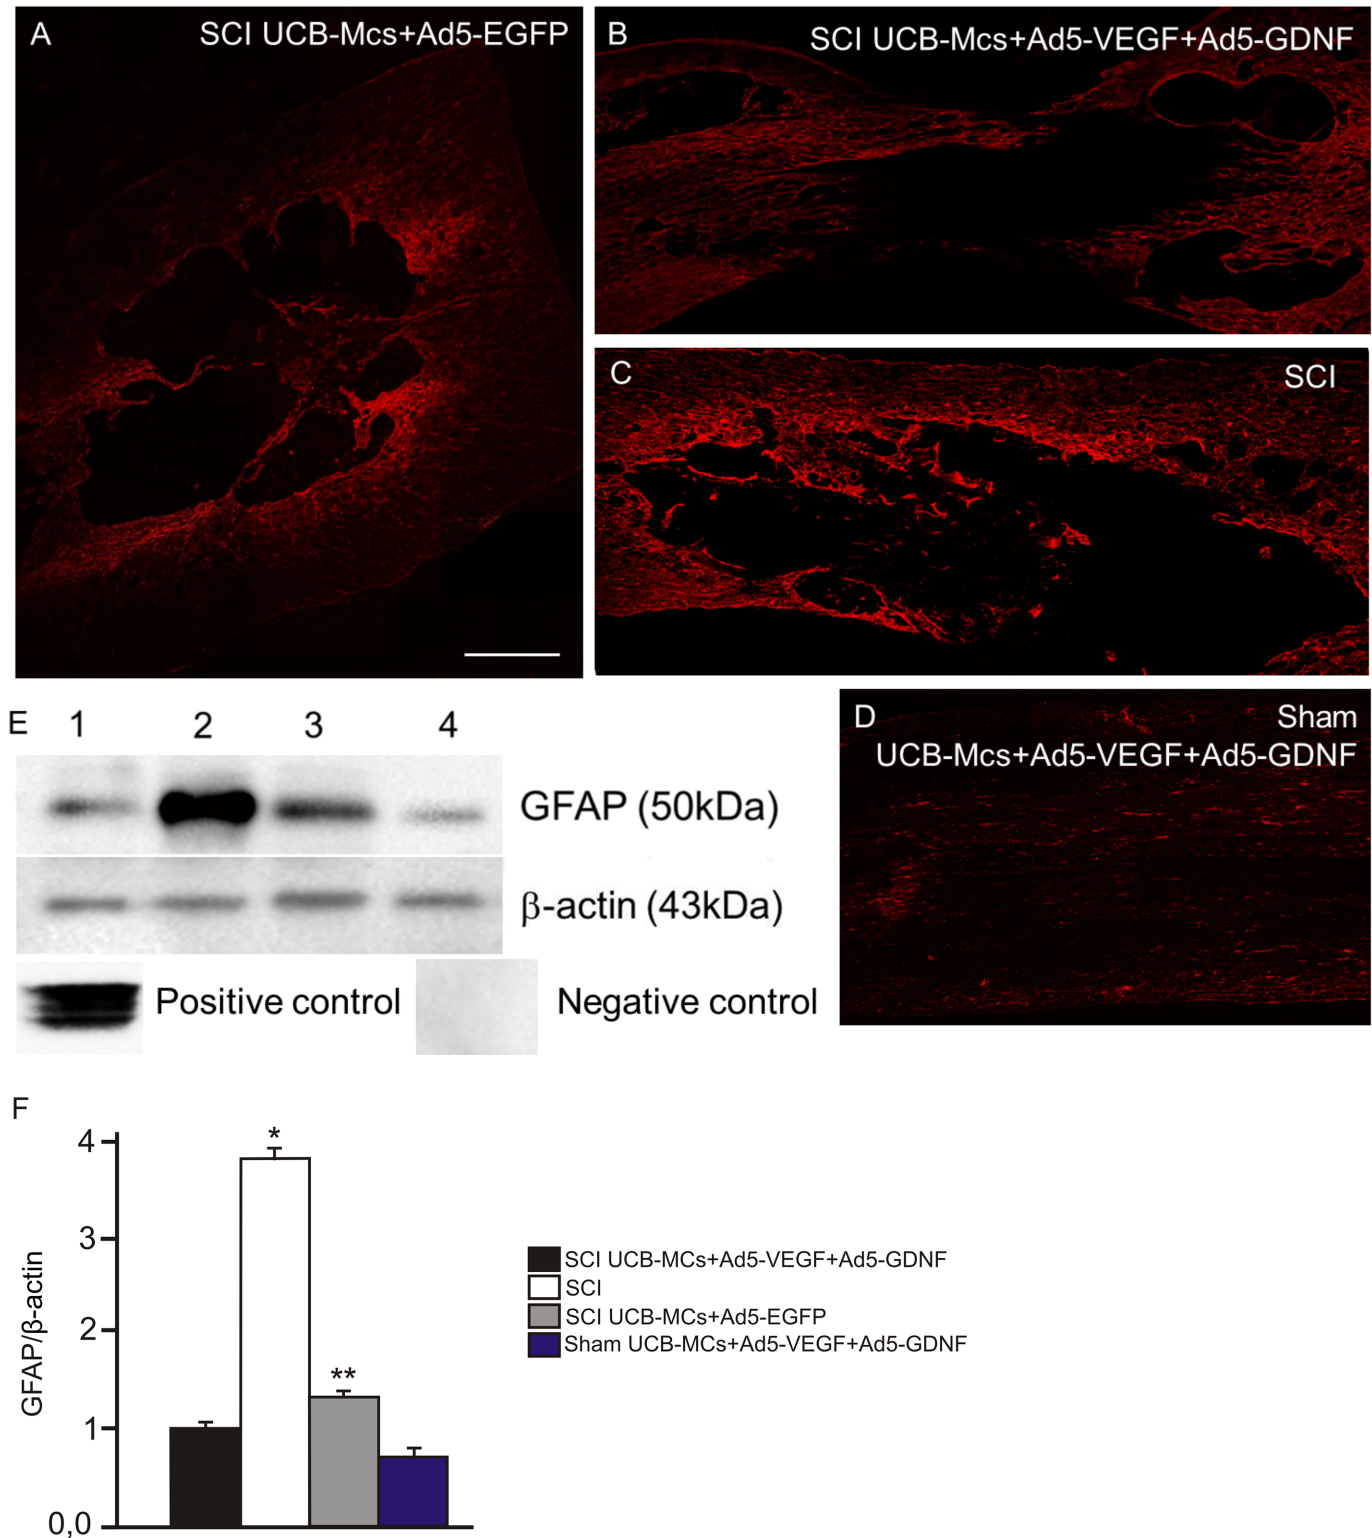 A
SCI UCB-Mcs+Ad5-EGFP
B
SCI UCB-Mcs+Ad5-VEGF+Ad5-GDNF
C
SCI
D
Sham
UCB-Mcs+Ad5-VEGF+Ad5-GDNF
E
1 2 3 4
GFAP (50kDa)
β-actin (43kDa)
Positive control
Negative control
F
GFAP/β-actin
4
3
2
1
0,0
*
**
SCI UCB-MCs+Ad5-VEGF+Ad5-GDNF
SCI
SCI UCB-MCs+Ad5-EGFP
Sham UCB-MCs+Ad5-VEGF+Ad5-GDNF